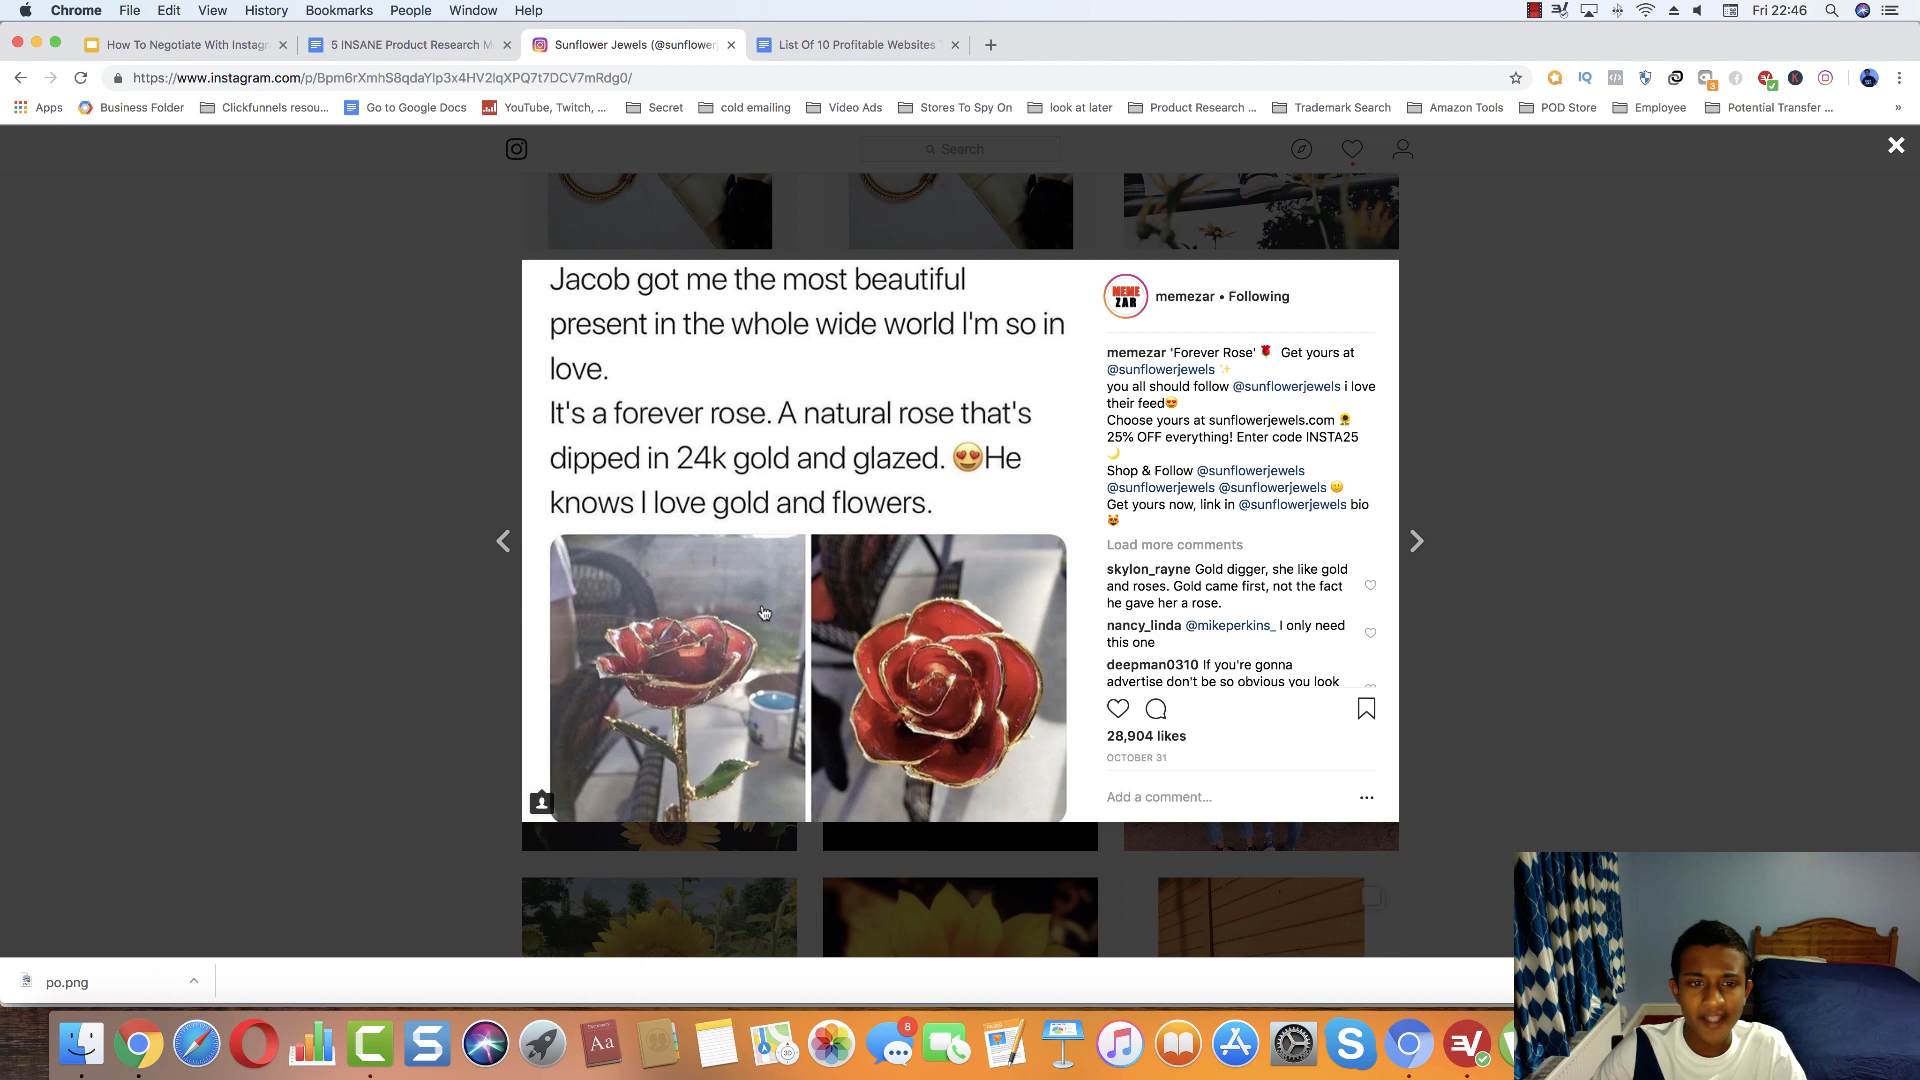 Chrome File Edit View History Bookmarks People Window Help
Fri 22:46
How To Negotiate With Instagr
5 INSANE Product Research M
Sunflower Jewels (@sunflower
List Of 10 Profitable Websites
https://www.instagram.com/p/Bpm6rXmhS8qdaYlp3x4HV2lqXPQ7t7DCV7mRdg0/
Apps Business Folder Clickfunnels resou... Go to Google Docs YouTube, Twitch, ... Secret cold emailing Video Ads Stores To Spy On look at later Product Research ... Trademark Search Amazon Tools POD Store Employee Potential Transfer ... »
Search
Jacob got me the most beautiful
present in the whole wide world I'm so in
love.
It's a forever rose. A natural rose that's
dipped in 24k gold and glazed. 😍He
knows I love gold and flowers.
MEME
ZAR
memezar • Following
memezar 'Forever Rose' 🌹 Get yours at
@sunflowerjewels ✨
you all should follow @sunflowerjewels i love
their feed😍
Choose yours at sunflowerjewels.com 🌻
25% OFF everything! Enter code INSTA25
🌙
Shop & Follow @sunflowerjewels
@sunflowerjewels @sunflowerjewels 🙂
Get yours now, link in @sunflowerjewels bio
😻
Load more comments
skylon_rayne Gold digger, she like gold
and roses. Gold came first, not the fact
he gave her a rose.
nancy_linda @mikeperkins_ I only need
this one
deepman0310 If you're gonna
advertise don't be so obvious you look
28,904 likes
OCTOBER 31
Add a comment...
po.png
8